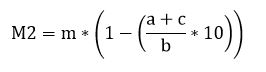 M2 = m * (1 − (a + c / b * 10))